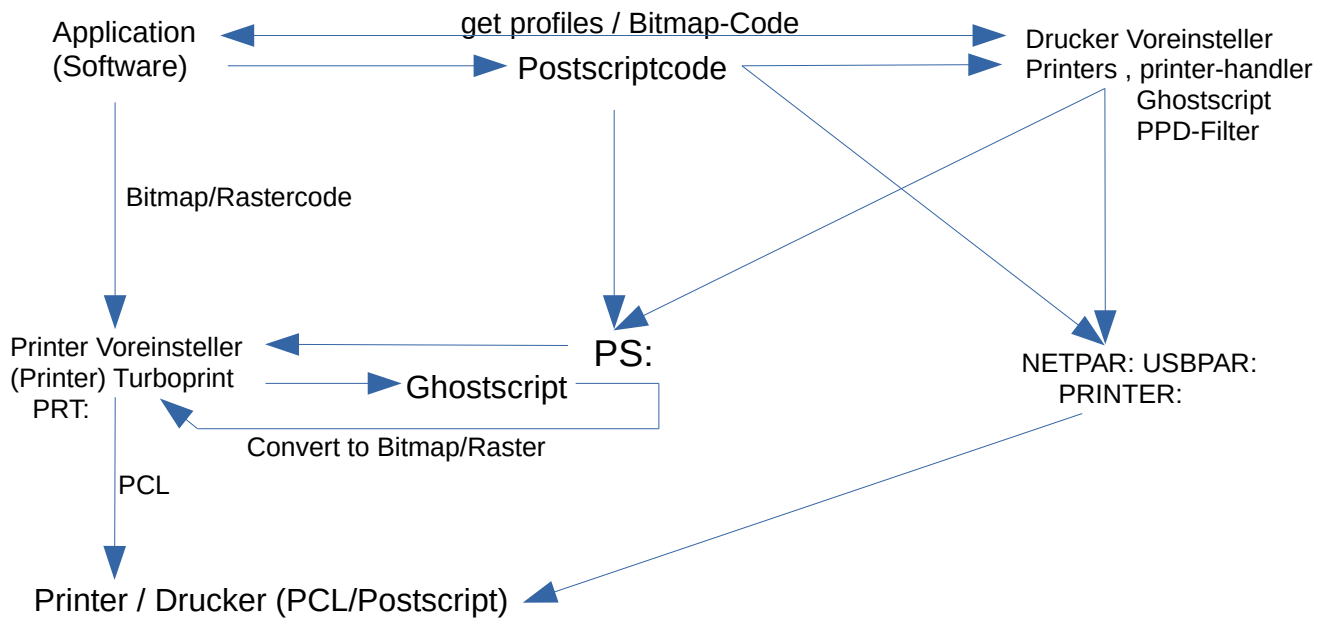 get profiles / Bitmap-Code
Application
(Software)
Postscriptcode
Drucker Voreinsteller
Printers , printer-handler
Ghostscript
PPD-Filter
Bitmap/Rastercode
Printer Voreinsteller
(Printer) Turboprint
PRT:
PS:
Ghostscript
NETPAR: USBPAR:
PRINTER:
Convert to Bitmap/Raster
PCL
Printer / Drucker (PCL/Postscript)